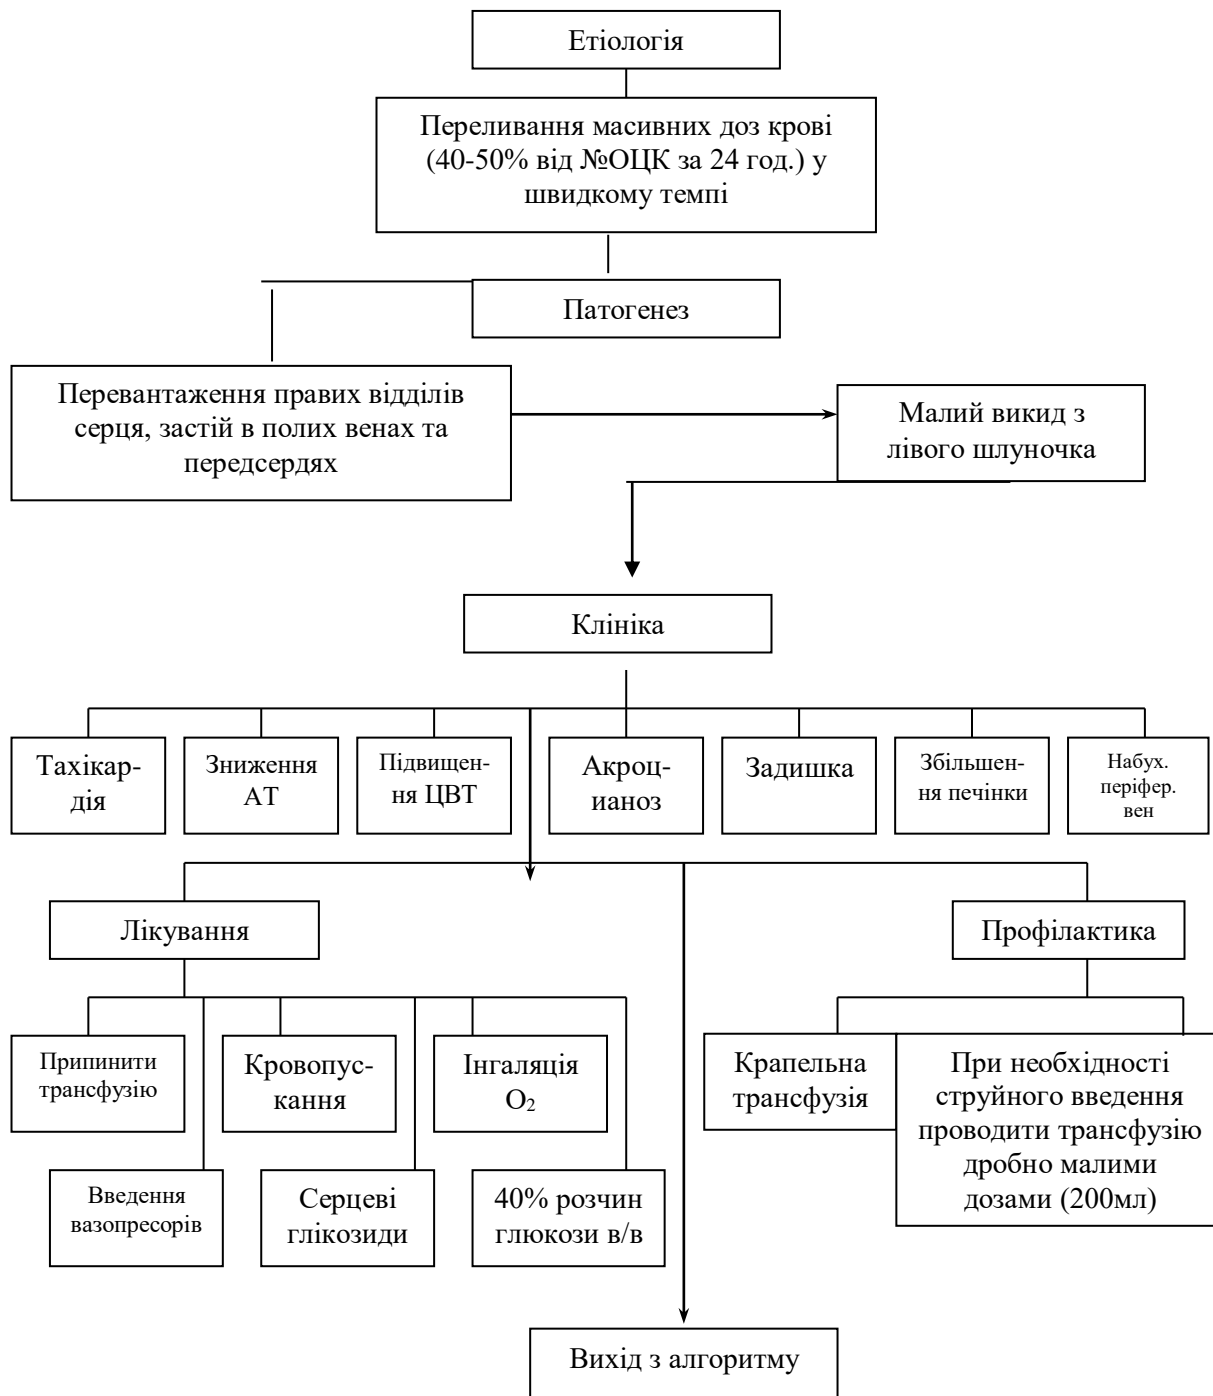 Етіологія
Переливання масивних доз крові
(40-50% від №ОЦК за 24 год.) у
швидкому темпі
Патогенез
Перевантаження правих відділів
серця, застій в полих венах та
передсердях
Малий викид з
лівого шлуночка
Клініка
Тахікар-
дія
Зниження
АТ
Підвищен-
ня ЦВТ
Акроц-
ианоз
Задишка
Збільшен-
ня печінки
Набух.
періфер.
вен
Лікування
Профілактика
Припинити
трансфузію
Кровопус-
кання
Інгаляція
О2
Крапельна
трансфузія
При необхідності
струйного введення
проводити трансфузію
дробно малими
дозами (200мл)
Введення
вазопресорів
Серцеві
глікозиди
40% розчин
глюкози в/в
Вихід з алгоритму